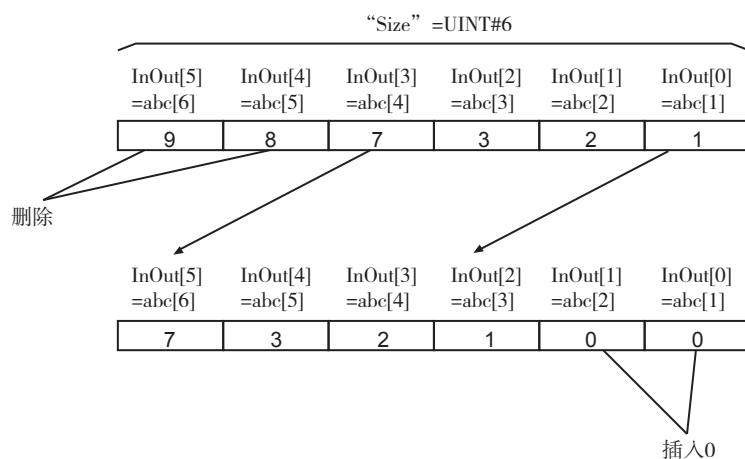 “Size”=UINT#6
InOut[5] InOut[4] InOut[3] InOut[2] InOut[1] InOut[0]
=abc[6] =abc[5] =abc[4] =abc[3] =abc[2] =abc[1]
9 8 7 3 2 1
删除
InOut[5] InOut[4] InOut[3] InOut[2] InOut[1] InOut[0]
=abc[6] =abc[5] =abc[4] =abc[3] =abc[2] =abc[1]
7 3 2 1 0 0
插入0